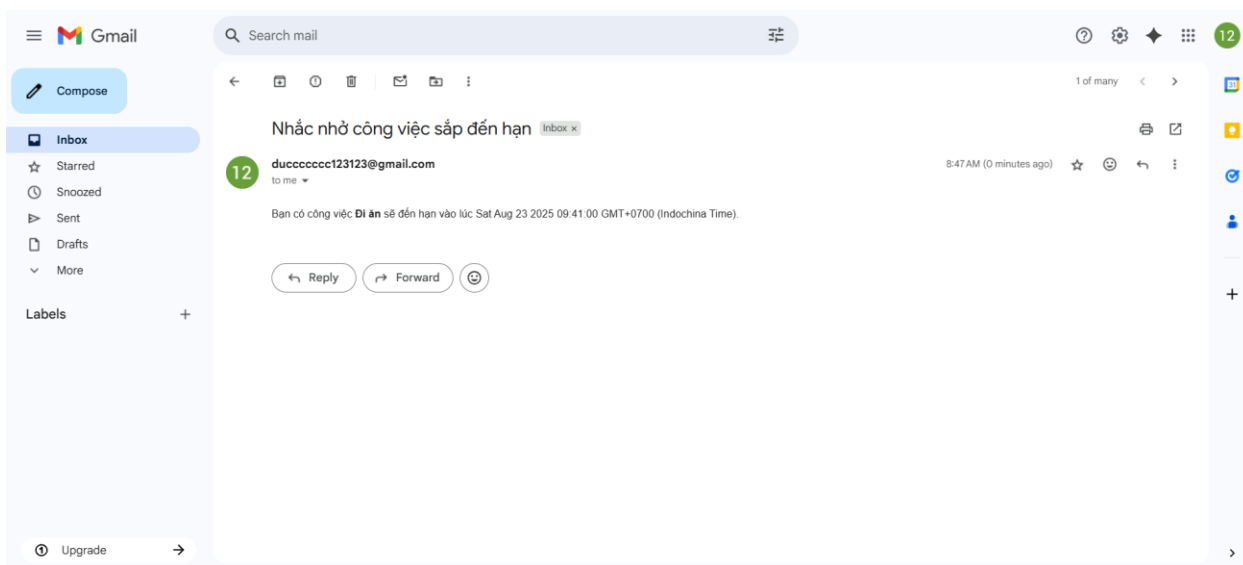 Gmail
Search mail
12
Compose
1 of many
31
Inbox
Starred
Snoozed
Sent
Drafts
More
Labels
Nhắc nhở công việc sắp đến hạn Inbox ×
12
ducccccccc123123@gmail.com
8:47 AM (0 minutes ago)
to me
Bạn có công việc Đi ăn sẽ đến hạn vào lúc Sat Aug 23 2025 09:41:00 GMT+0700 (Indochina Time).
Reply
Forward
Upgrade